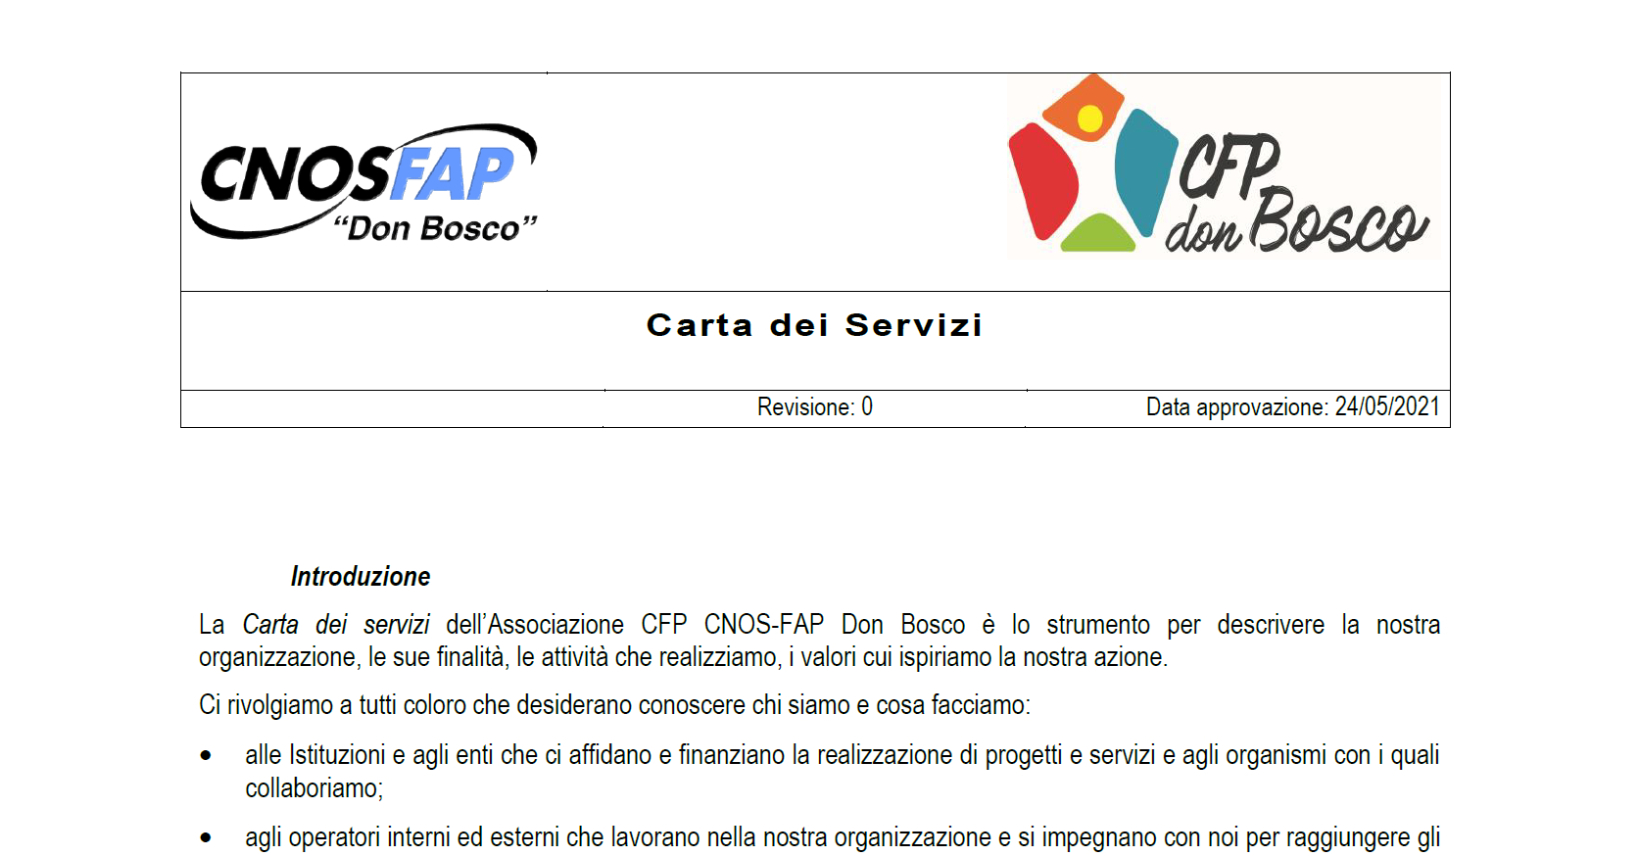 CNOSFAP
“Don Bosco”
CFP
don Bosco
Carta dei Servizi
Revisione: 0
Data approvazione: 24/05/2021
Introduzione
La Carta dei servizi dell’Associazione CFP CNOS-FAP Don Bosco è lo strumento per descrivere la nostra
organizzazione, le sue finalità, le attività che realizziamo, i valori cui ispiriamo la nostra azione.
Ci rivolgiamo a tutti coloro che desiderano conoscere chi siamo e cosa facciamo:
• alle Istituzioni e agli enti che ci affidano e finanziano la realizzazione di progetti e servizi e agli organismi con i quali
collaboriamo;
• agli operatori interni ed esterni che lavorano nella nostra organizzazione e si impegnano con noi per raggiungere gli